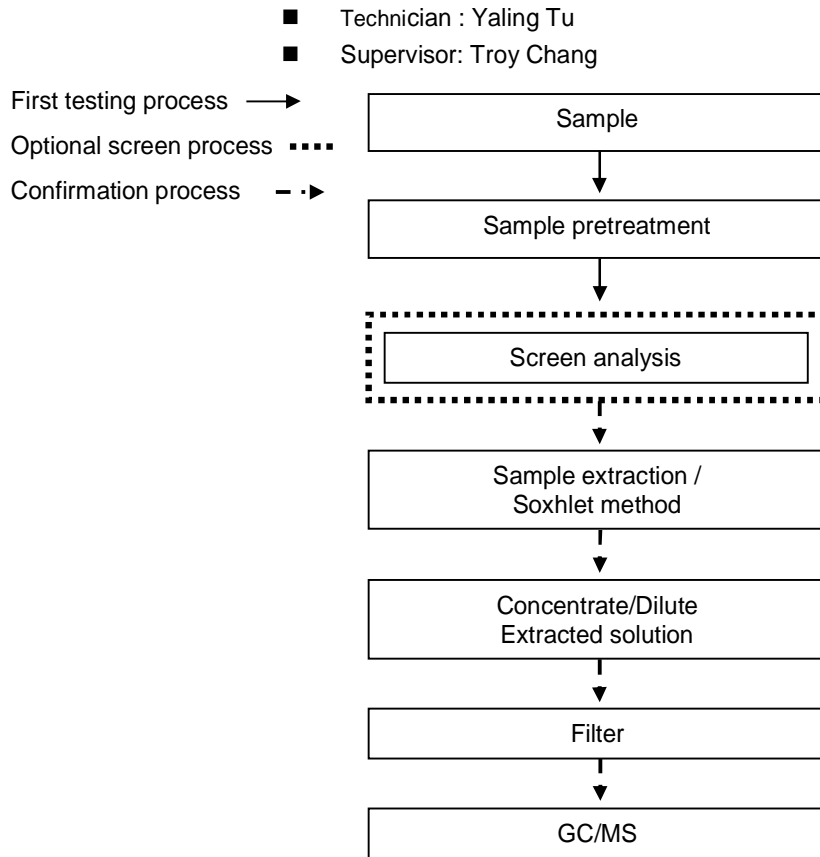 ■ Technician : Yaling Tu
■ Supervisor: Troy Chang
First testing process
Optional screen process
Confirmation process
Sample
Sample pretreatment
Screen analysis
Sample extraction /
Soxhlet method
Concentrate/Dilute
Extracted solution
Filter
GC/MS